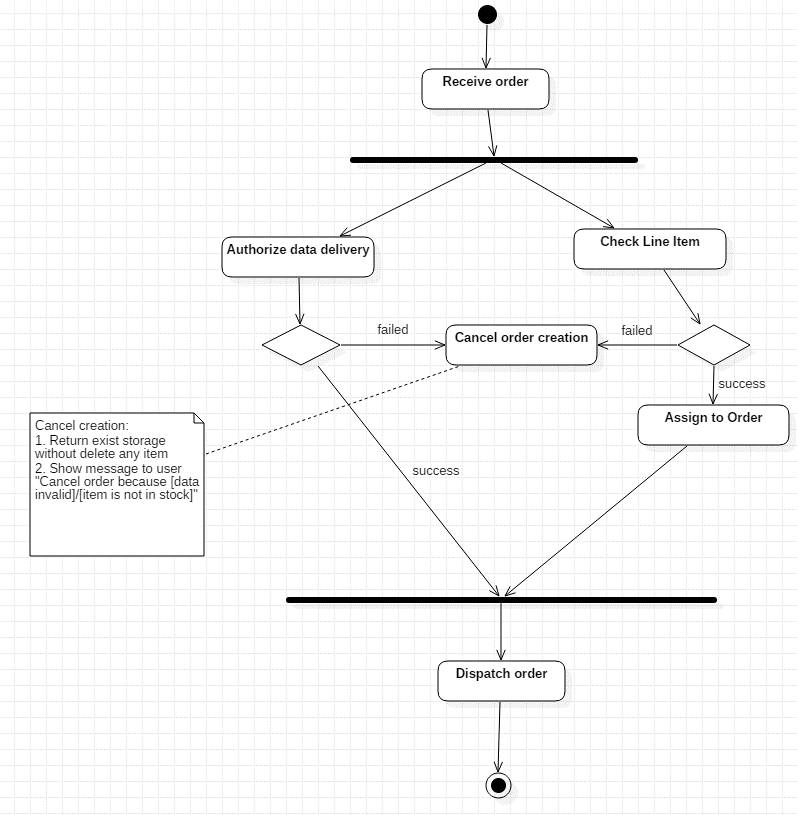 Receive order
Authorize data delivery
Check Line Item
failed
Cancel order creation
failed
success
Assign to Order
Cancel creation:
1. Return exist storage
without delete any item
2. Show message to user
"Cancel order because [data
invalid]/[item is not in stock]"
success
Dispatch order